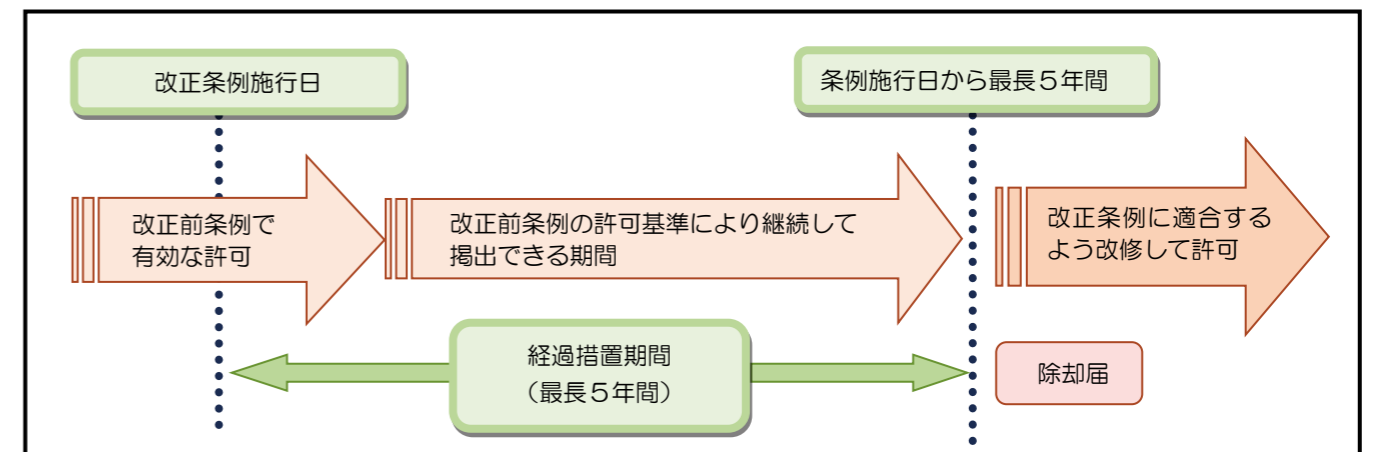 改正条例施行日
条例施行日から最長５年間
改正前条例で
有効な許可
改正前条例の許可基準により継続して
掲出できる期間
改正条例に適合する
よう改修して許可
経過措置期間
（最長５年間）
除却届